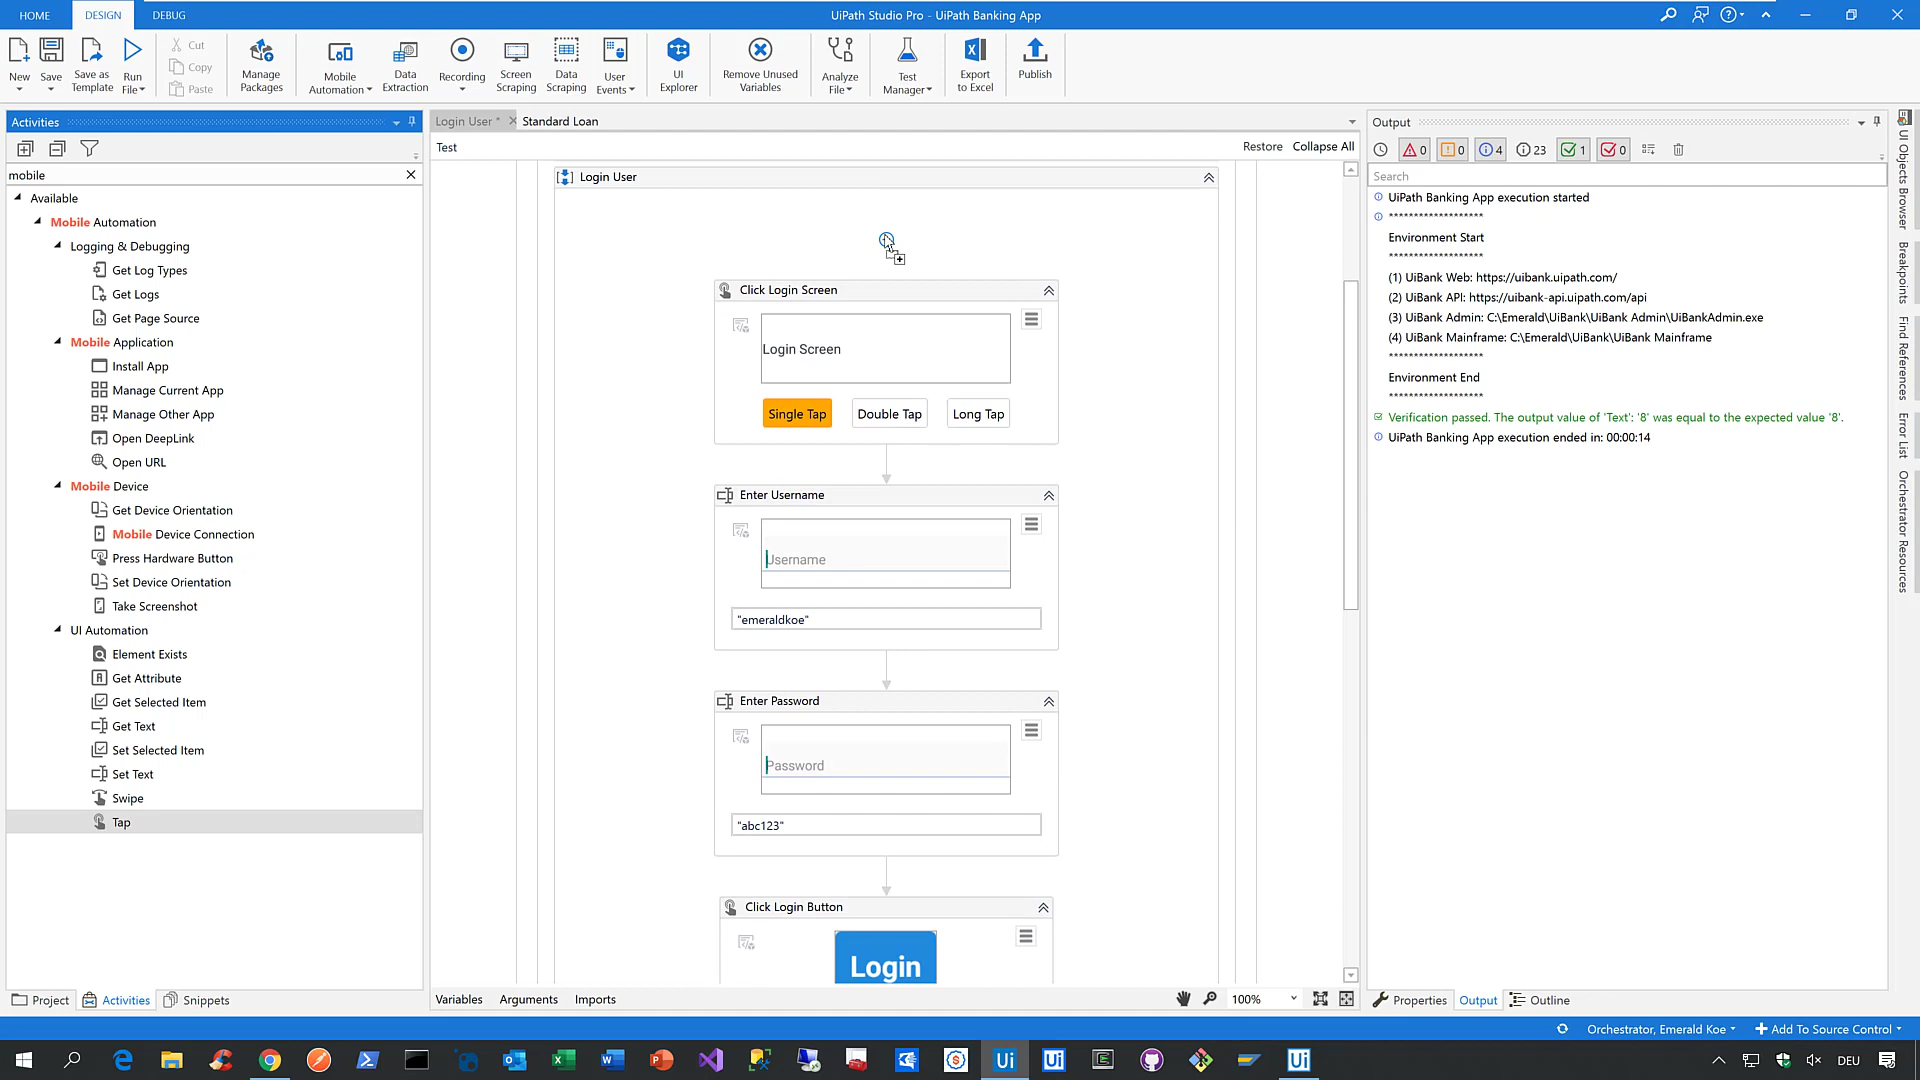 HOME
DESIGN
DEBUG
UiPath Studio Pro - UiPath Banking App
New
Save
Save as Template
Run File
Cut
Copy
Paste
Manage Packages
Mobile Automation
Data Extraction
Recording
Screen Scraping
Data Scraping
User Events
UI Explorer
Remove Unused Variables
Analyze File
Test Manager
Export to Excel
Publish
Activities
mobile
Available
Mobile Automation
Logging & Debugging
Get Log Types
Get Logs
Get Page Source
Mobile Application
Install App
Manage Current App
Manage Other App
Open DeepLink
Open URL
Mobile Device
Get Device Orientation
Mobile Device Connection
Press Hardware Button
Set Device Orientation
Take Screenshot
UI Automation
Element Exists
Get Attribute
Get Selected Item
Get Text
Set Selected Item
Set Text
Swipe
Tap
Project
Activities
Snippets
Login User *
Standard Loan
Test
Restore
Collapse All
Login User
Click Login Screen
Login Screen
Single Tap
Double Tap
Long Tap
Enter Username
Username
"emeraldkoe"
Enter Password
Password
"abc123"
Click Login Button
Login
Variables
Arguments
Imports
100%
Output
0
0
4
23
1
0
Search
UiPath Banking App execution started
*******************
Environment Start
*******************
(1) UiBank Web: https://uibank.uipath.com/
(2) UiBank API: https://uibank-api.uipath.com/api
(3) UiBank Admin: C:\Emerald\UiBank\UiBank Admin\UiBankAdmin.exe
(4) UiBank Mainframe: C:\Emerald\UiBank\UiBank Mainframe
*******************
Environment End
*******************
Verification passed. The output value of 'Text': '8' was equal to the expected value '8'.
UiPath Banking App execution ended in: 00:00:14
Properties
Output
Outline
UI Objects Browser
Breakpoints
Find References
Error List
Orchestrator Resources
Orchestrator, Emerald Koe
Add To Source Control
Ui
Ui
Ui
DEU